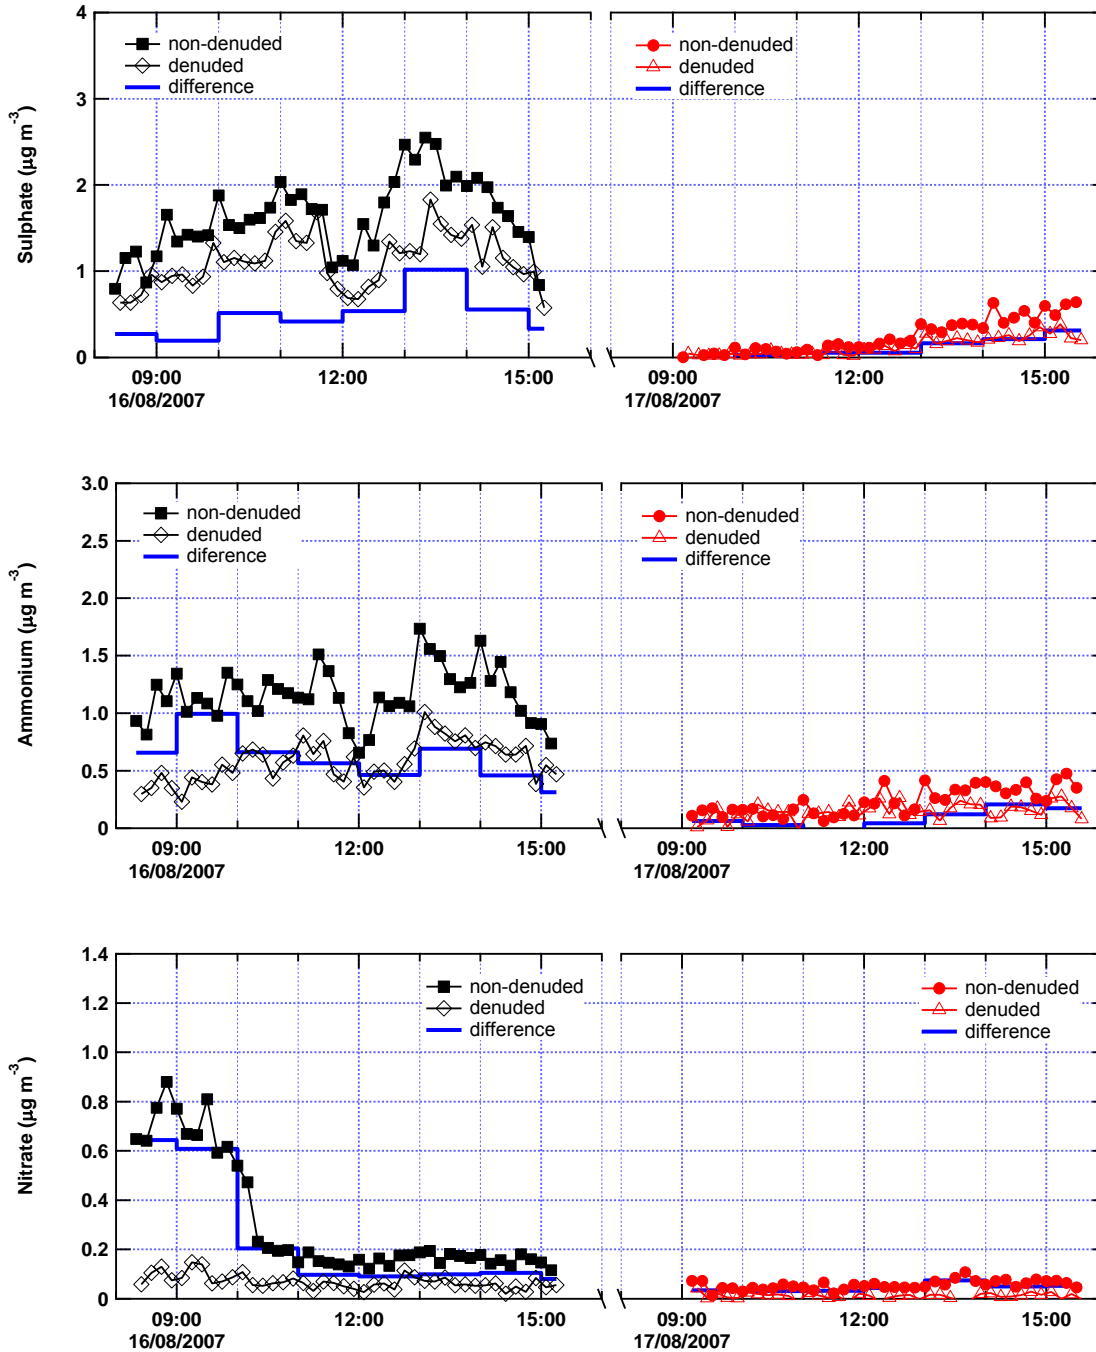 4
3
2
1
0
Sulphate (µg m⁻³)
non-denuded
denuded
difference
non-denuded
denuded
difference
09:00 12:00 15:00 09:00 12:00 15:00
16/08/2007 17/08/2007
3.0
2.5
2.0
1.5
1.0
0.5
0
Ammonium (µg m⁻³)
non-denuded
denuded
diference
non-denuded
denuded
difference
09:00 12:00 15:00 09:00 12:00 15:00
16/08/2007 17/08/2007
1.4
1.2
1.0
0.8
0.6
0.4
0.2
0
Nitrate (µg m⁻³)
non-denuded
denuded
difference
non-denuded
denuded
difference
09:00 12:00 15:00 09:00 12:00 15:00
16/08/2007 17/08/2007